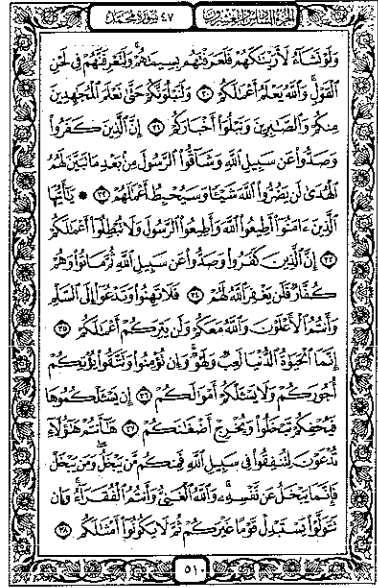 ٤٧ سورة محمد الجزء السادس والعشرون
وَلَوْ نَشَآءُ لَأَرَيْنَٰكَهُمْ فَلَعَرَفْتَهُم بِسِيمَٰهُمْ ۚ وَلَتَعْرِفَنَّهُمْ فِى لَحْنِ
ٱلْقَوْلِ ۚ وَٱللَّهُ يَعْلَمُ أَعْمَٰلَكُمْ ٣٠ وَلَنَبْلُوَنَّكُمْ حَتَّىٰ نَعْلَمَ ٱلْمُجَٰهِدِينَ
مِنكُمْ وَٱلصَّٰبِرِينَ وَنَبْلُوَا۟ أَخْبَارَكُمْ ٣١ إِنَّ ٱلَّذِينَ كَفَرُوا۟
وَصَدُّوا۟ عَن سَبِيلِ ٱللَّهِ وَشَآقُّوا۟ ٱلرَّسُولَ مِنۢ بَعْدِ مَا تَبَيَّنَ لَهُمُ
ٱلْهُدَىٰ لَن يَضُرُّوا۟ ٱللَّهَ شَيْـًٔا وَسَيُحْبِطُ أَعْمَٰلَهُمْ ٣٢ ۞ يَٰٓأَيُّهَا
ٱلَّذِينَ ءَامَنُوٓا۟ أَطِيعُوا۟ ٱللَّهَ وَأَطِيعُوا۟ ٱلرَّسُولَ وَلَا تُبْطِلُوٓا۟ أَعْمَٰلَكُمْ
٣٣ إِنَّ ٱلَّذِينَ كَفَرُوا۟ وَصَدُّوا۟ عَن سَبِيلِ ٱللَّهِ ثُمَّ مَاتُوا۟ وَهُمْ
كُفَّارٌ فَلَن يَغْفِرَ ٱللَّهُ لَهُمْ ٣٤ فَلَا تَهِنُوا۟ وَتَدْعُوٓا۟ إِلَى ٱلسَّلْمِ
وَأَنتُمُ ٱلْأَعْلَوْنَ وَٱللَّهُ مَعَكُمْ وَلَن يَتِرَكُمْ أَعْمَٰلَكُمْ ٣٥
إِنَّمَا ٱلْحَيَوٰةُ ٱلدُّنْيَا لَعِبٌ وَلَهْوٌ ۚ وَإِن تُؤْمِنُوا۟ وَتَتَّقُوا۟ يُؤْتِكُمْ
أُجُورَكُمْ وَلَا يَسْـَٔلْكُمْ أَمْوَٰلَكُمْ ٣٦ إِن يَسْـَٔلْكُمُوهَا
فَيُحْفِكُمْ تَبْخَلُوا۟ وَيُخْرِجْ أَضْغَٰنَكُمْ ٣٧ هَٰٓأَنتُمْ هَٰٓؤُلَآءِ
تُدْعَوْنَ لِتُنفِقُوا۟ فِى سَبِيلِ ٱللَّهِ فَمِنكُم مَّن يَبْخَلُ ۖ وَمَن يَبْخَلْ
فَإِنَّمَا يَبْخَلُ عَن نَّفْسِهِۦ ۚ وَٱللَّهُ ٱلْغَنِىُّ وَأَنتُمُ ٱلْفُقَرَآءُ ۚ وَإِن
تَتَوَلَّوْا۟ يَسْتَبْدِلْ قَوْمًا غَيْرَكُمْ ثُمَّ لَا يَكُونُوٓا۟ أَمْثَٰلَكُم ٣٨
٥١٠